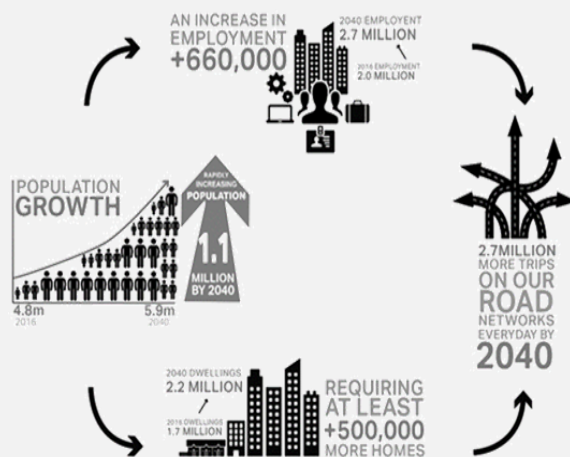 AN INCREASE IN
EMPLOYMENT
+660,000
2040 EMPLOYENT
2.7 MILLION
2016 EMPLOYMENT
2.0 MILLION
POPULATION
GROWTH
4.8m
2016
5.9m
2040
RAPIDLY
INCREASING
POPULATION
1.1
MILLION
BY 2040
2.7MILLION
MORE TRIPS
ON OUR
ROAD
NETWORKS
EVERYDAY BY
2040
2040 DWELLINGS
2.2 MILLION
2016 DWELLINGS
1.7 MILLION
REQUIRING
AT LEAST
+500,000
MORE HOMES